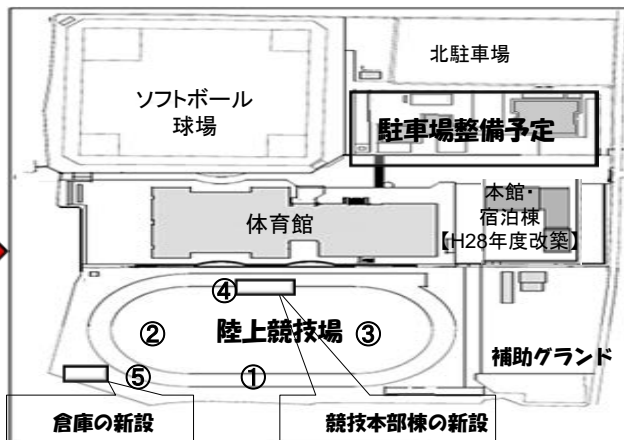 北駐車場
ソフトボール
球場
駐車場整備予定
体育館
本館・
宿泊棟
【H28年度改築】
④
②
陸上競技場
③
⑤
①
補助グランド
倉庫の新設
競技本部棟の新設